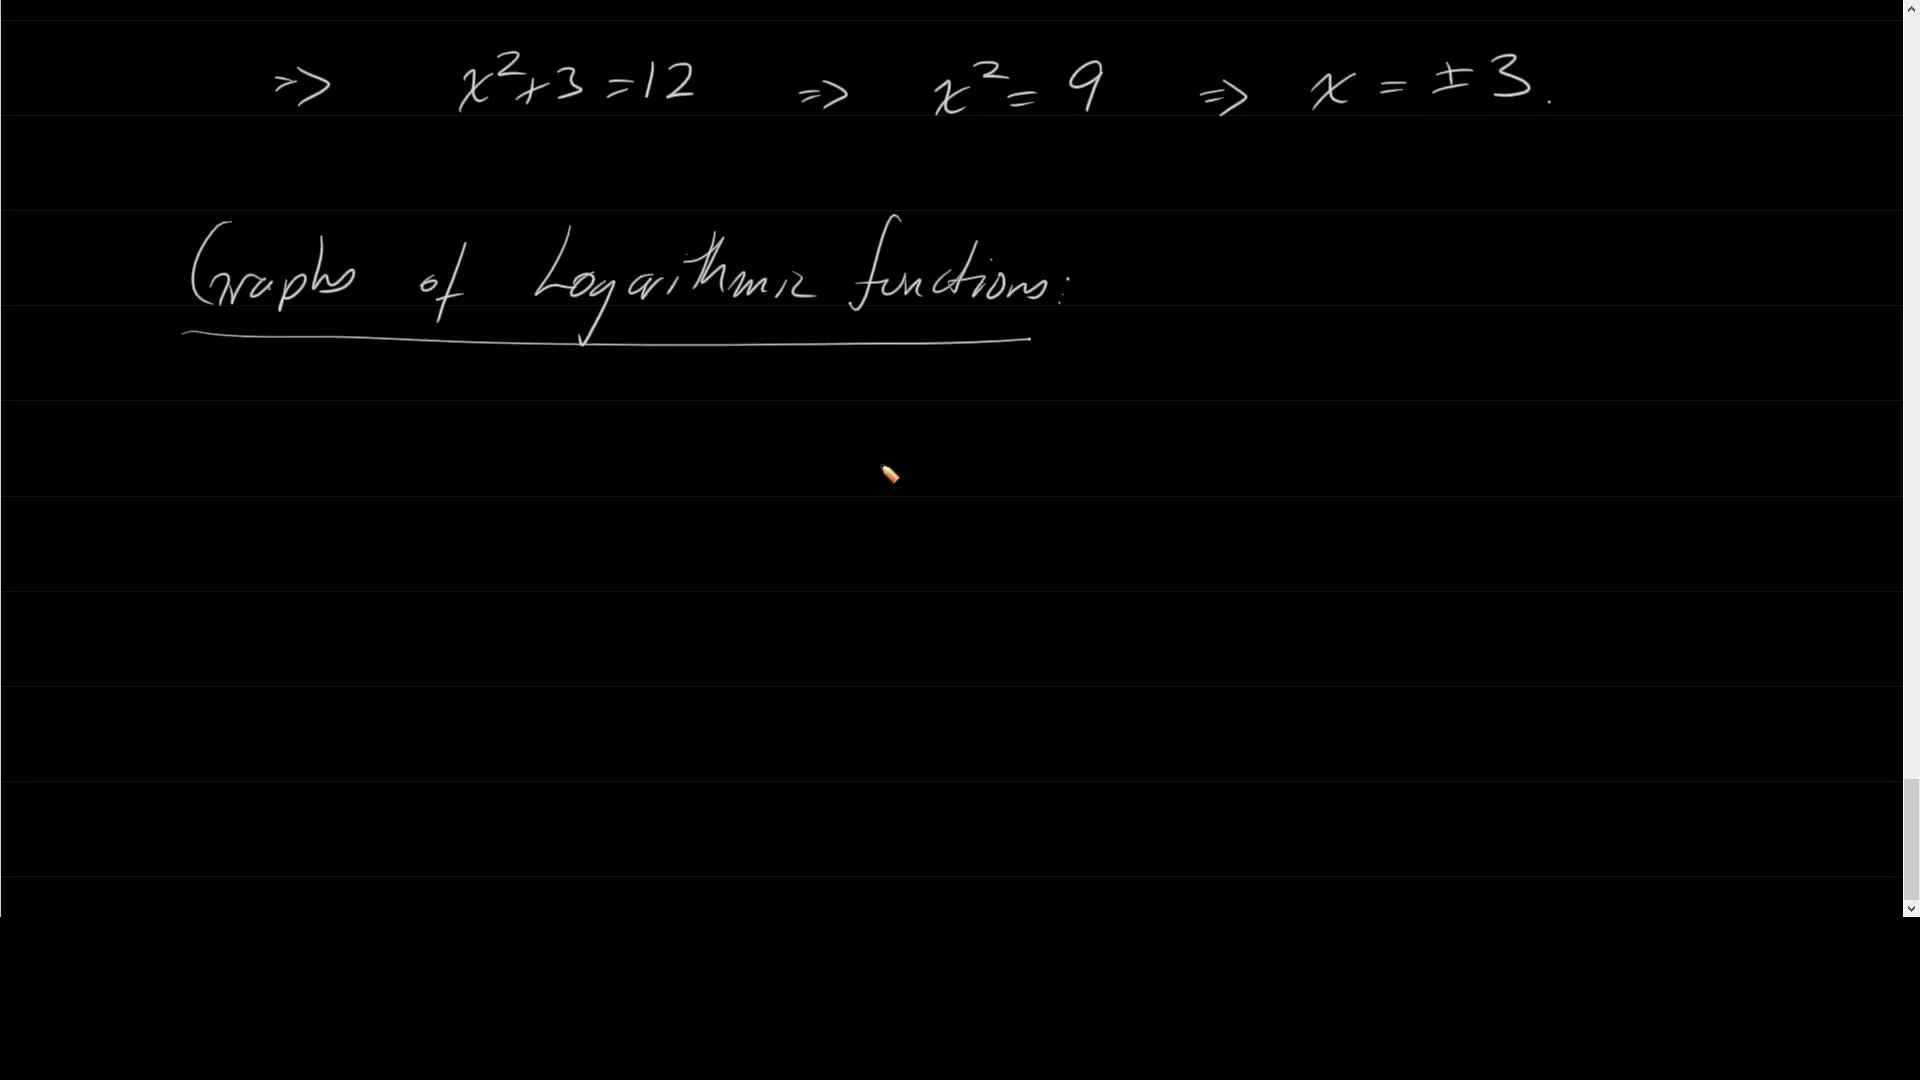 => x²+3=12 => x²=9 => x=±3.
Graphs of Logarithmic functions: